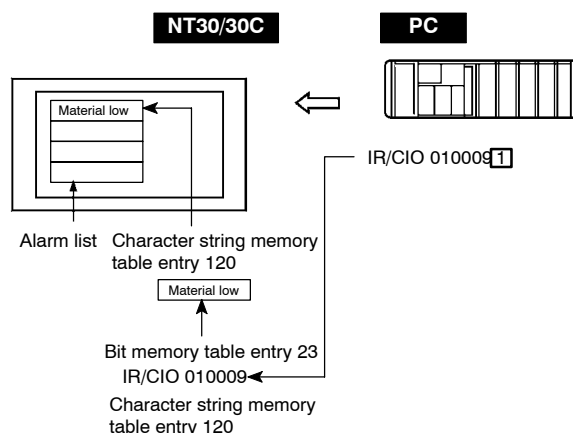 NT30/30C
PC
Material low
IR/CIO 010009 1
Alarm list
Character string memory
table entry 120
Material low
Bit memory table entry 23
IR/CIO 010009
Character string memory
table entry 120